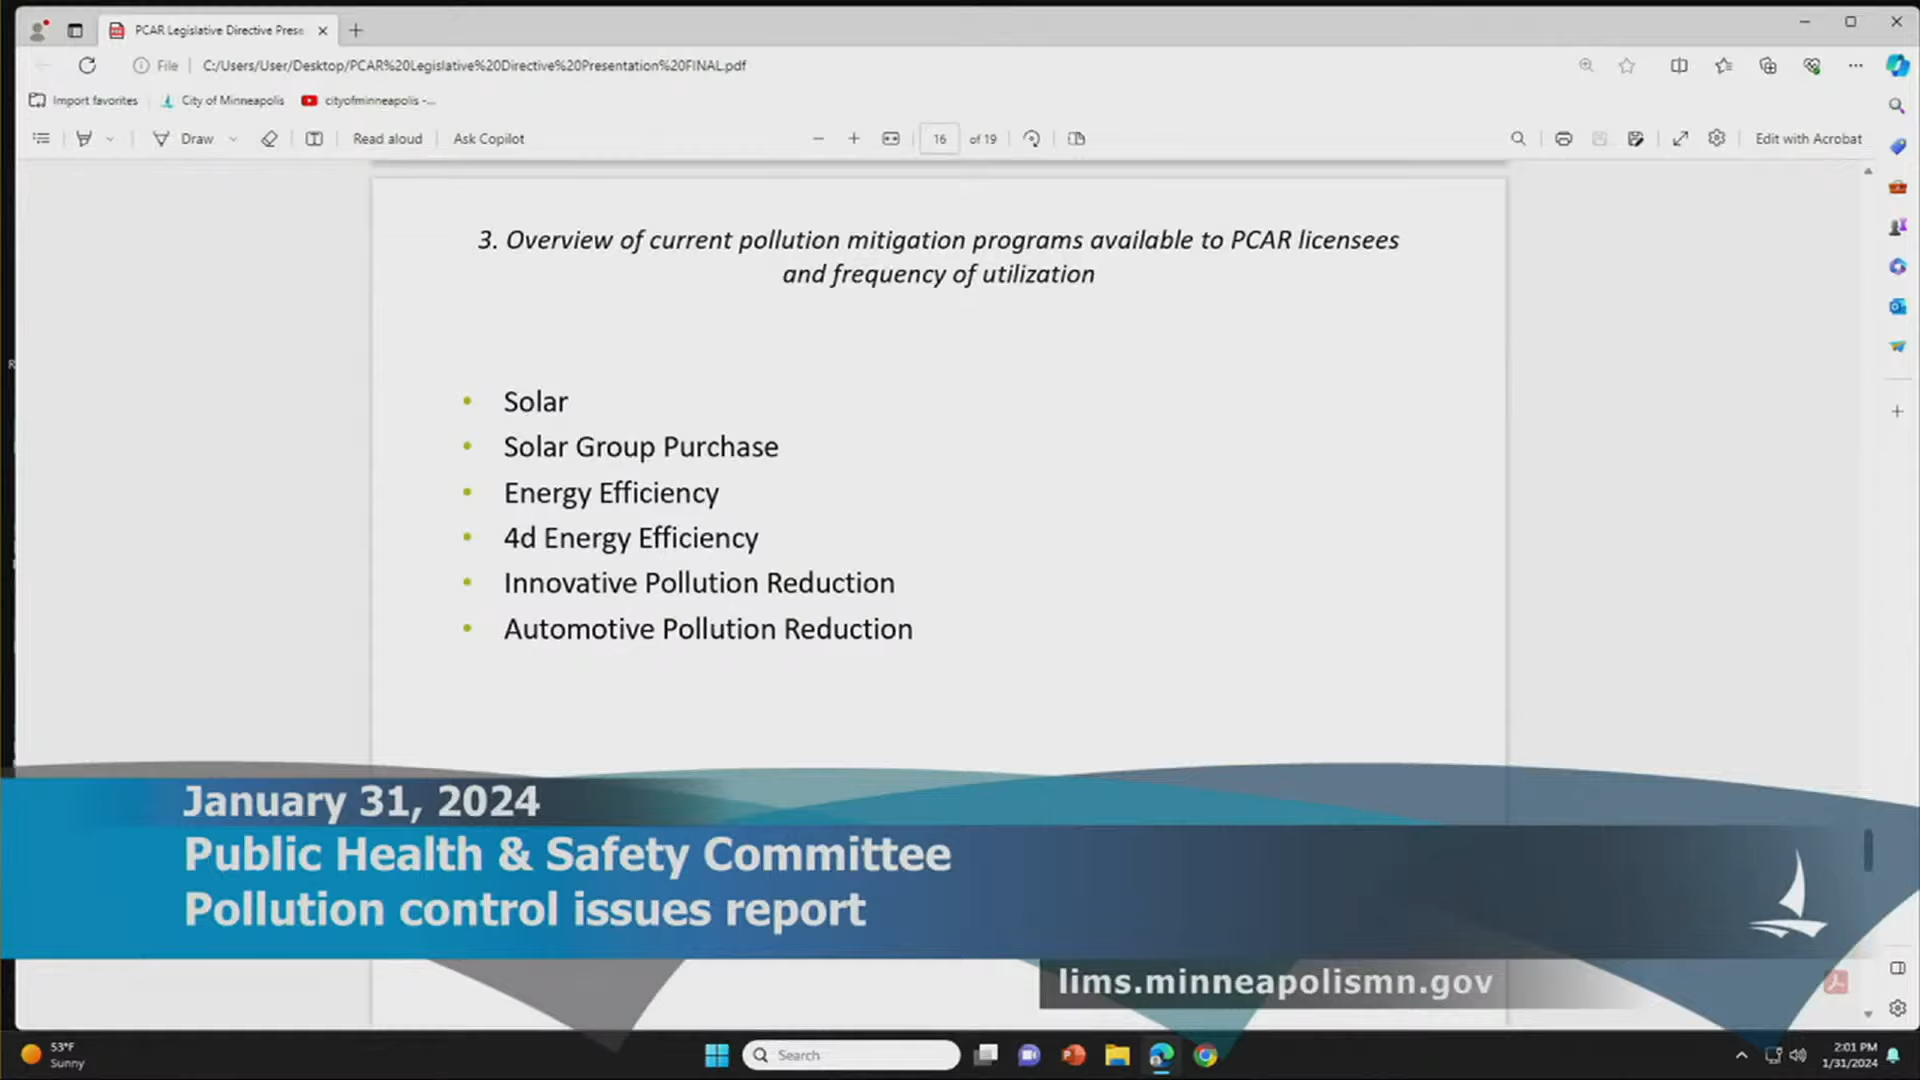 PCAR Legislative Directive Prese
File
C:/Users/User/Desktop/PCAR%20Legislative%20Directive%20Presentation%20FINAL.pdf
Import favorites
City of Minneapolis
cityofminneapolis -...
Draw
Read aloud
Ask Copilot
16
of 19
Edit with Acrobat
3. Overview of current pollution mitigation programs available to PCAR licensees
and frequency of utilization
• Solar
• Solar Group Purchase
• Energy Efficiency
• 4d Energy Efficiency
• Innovative Pollution Reduction
• Automotive Pollution Reduction
January 31, 2024
Public Health & Safety Committee
Pollution control issues report
lims.minneapolismn.gov
53°F
Sunny
Search
2:01 PM
1/31/2024